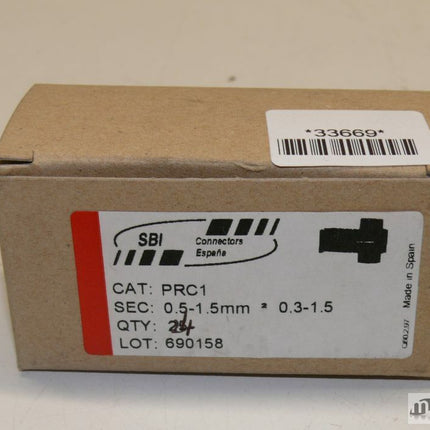 *33669*
SBI
Connectors
España
CAT: PRC1
SEC: 0.5-1.5mm ² 0.3-1.5
QTY:
LOT: 690158
Made in Spain